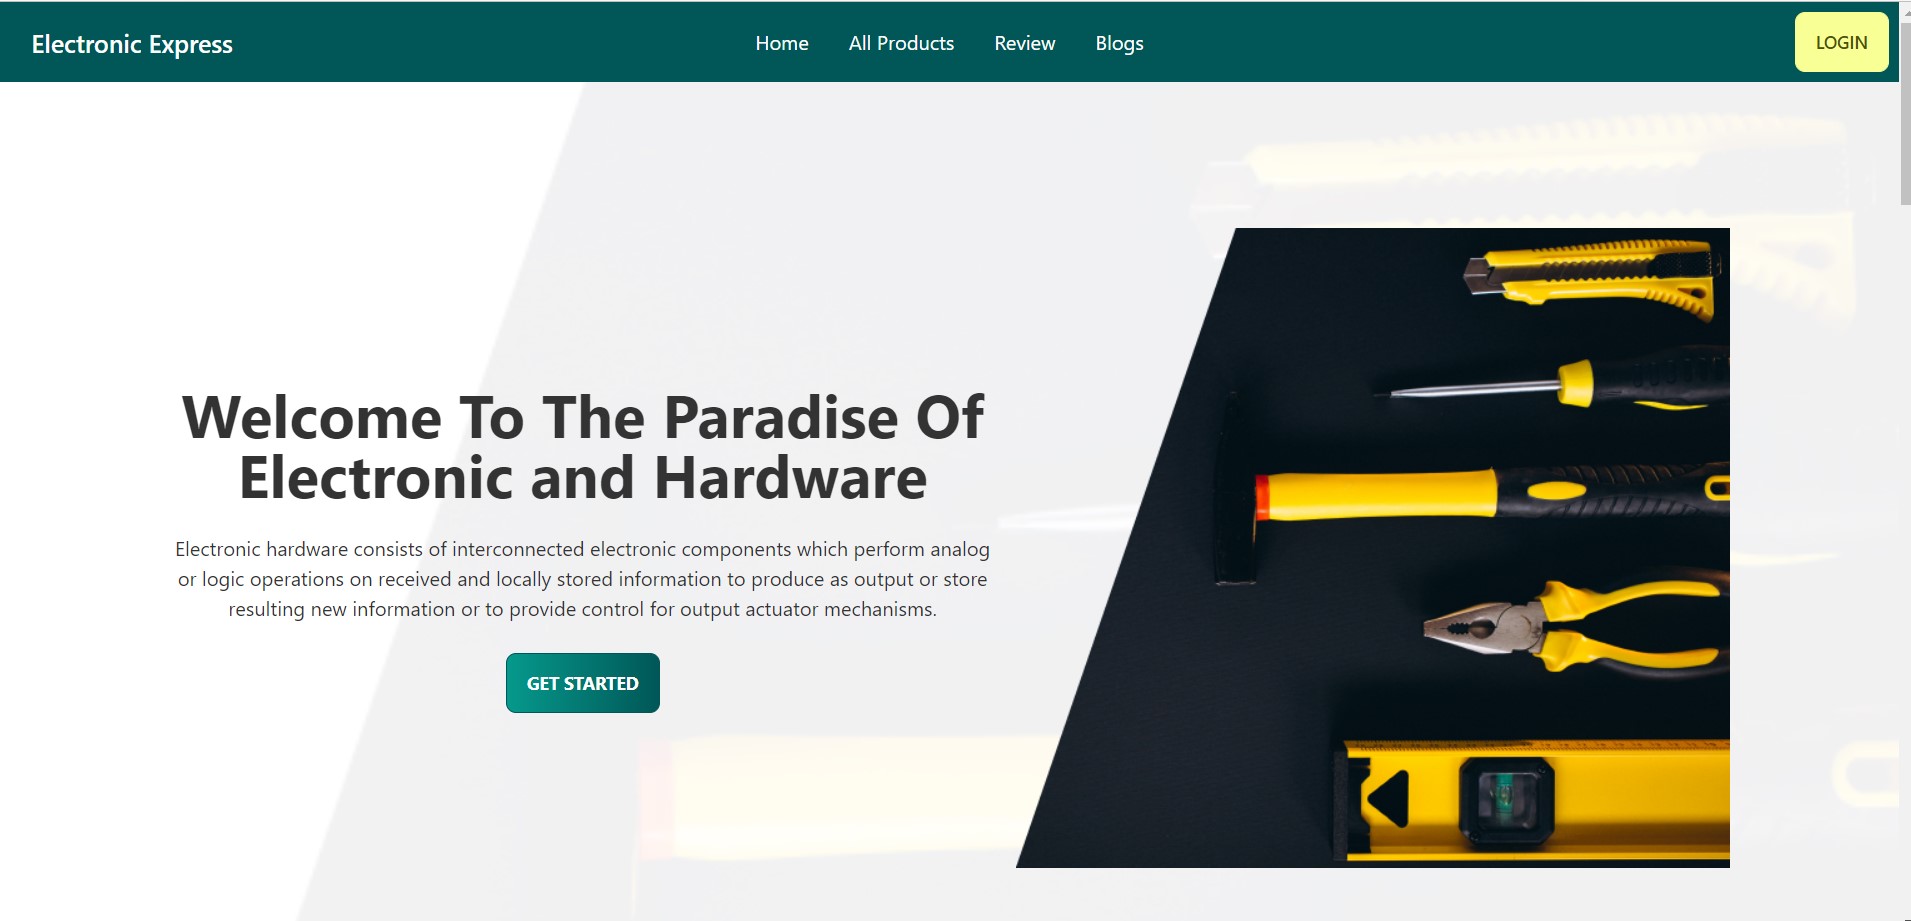 Electronic Express
Home
All Products
Review
Blogs
LOGIN
Welcome To The Paradise Of
Electronic and Hardware
Electronic hardware consists of interconnected electronic components which perform analog
or logic operations on received and locally stored information to produce as output or store
resulting new information or to provide control for output actuator mechanisms.
GET STARTED